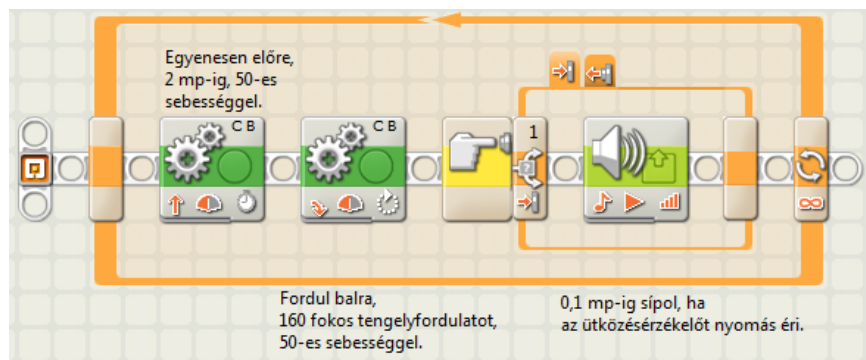 Egyenesen előre,
2 mp-ig, 50-es
sebességgel.
C B
C B
1
Fordul balra,
160 fokos tengelyfordulatot,
50-es sebességgel.
0,1 mp-ig sípol, ha
az ütközésérzékelőt nyomás éri.